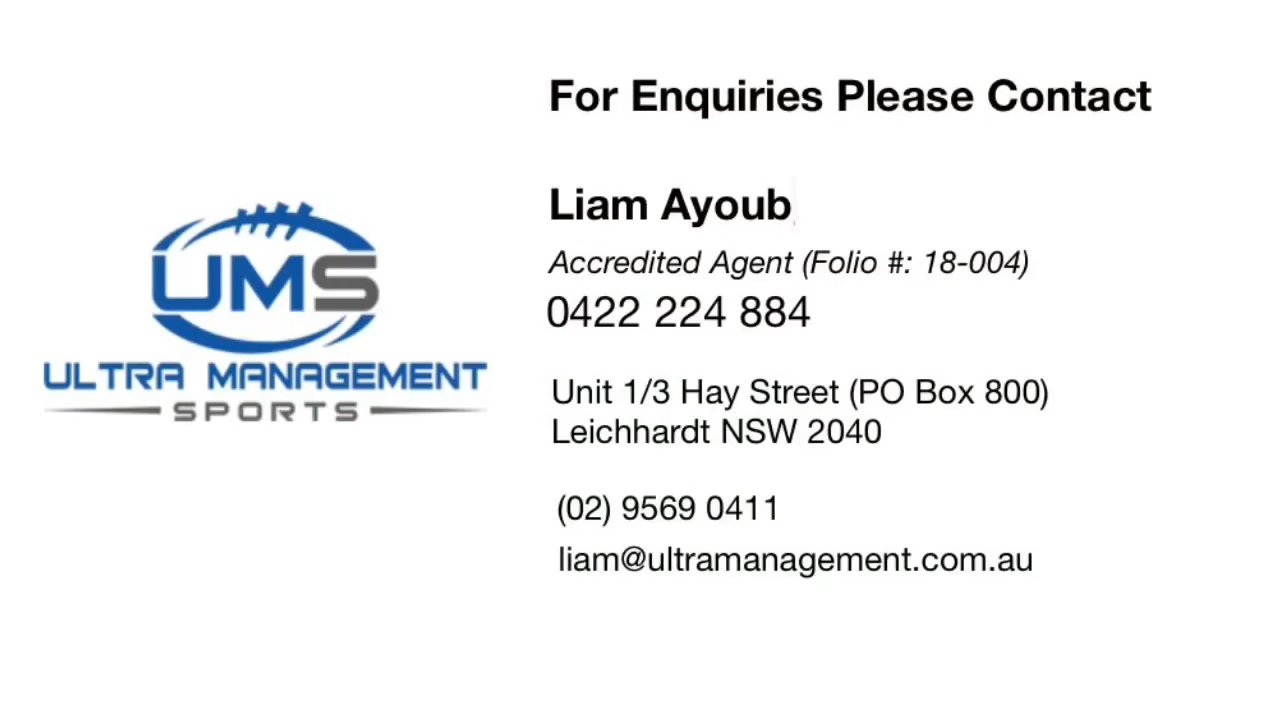 For Enquiries Please Contact
Liam Ayoub
Accredited Agent (Folio #: 18-004)
0422 224 884
Unit 1/3 Hay Street (PO Box 800)
Leichhardt NSW 2040
(02) 9569 0411
liam@ultramanagement.com.au
UMS
ULTRA MANAGEMENT
SPORTS